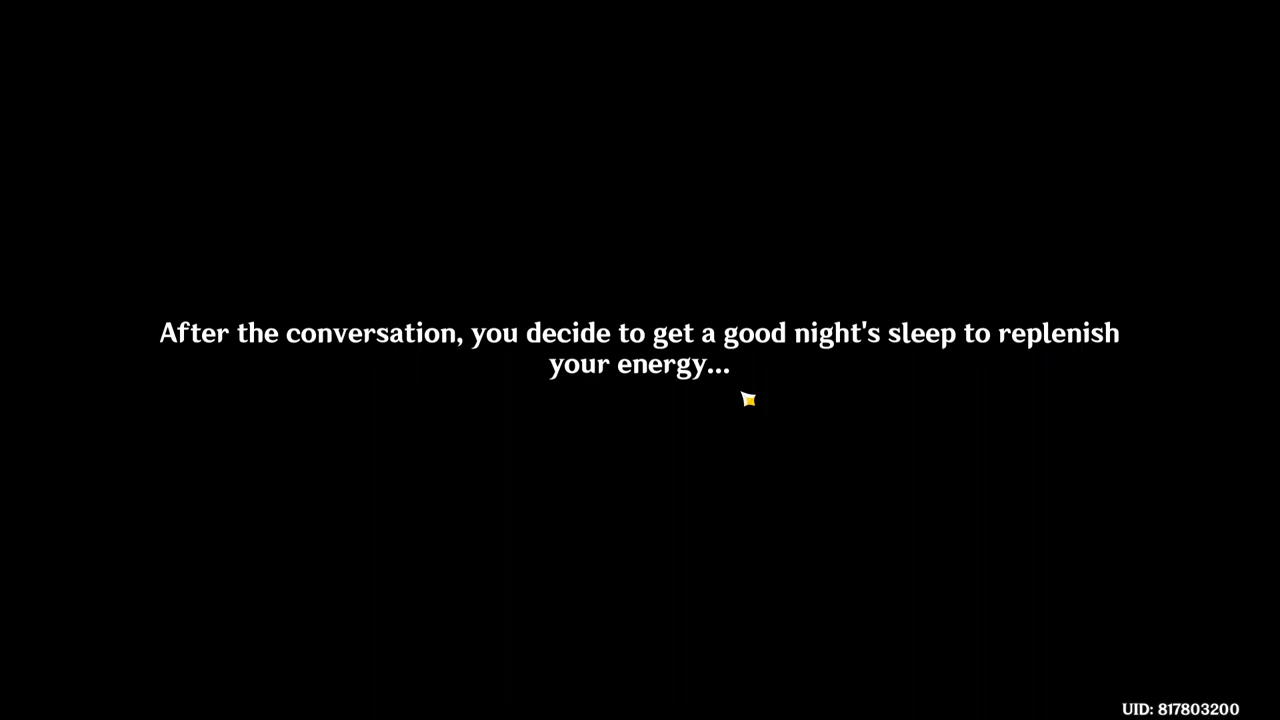 After the conversation, you decide to get a good night's sleep to replenish
your energy...
UID: 817803200